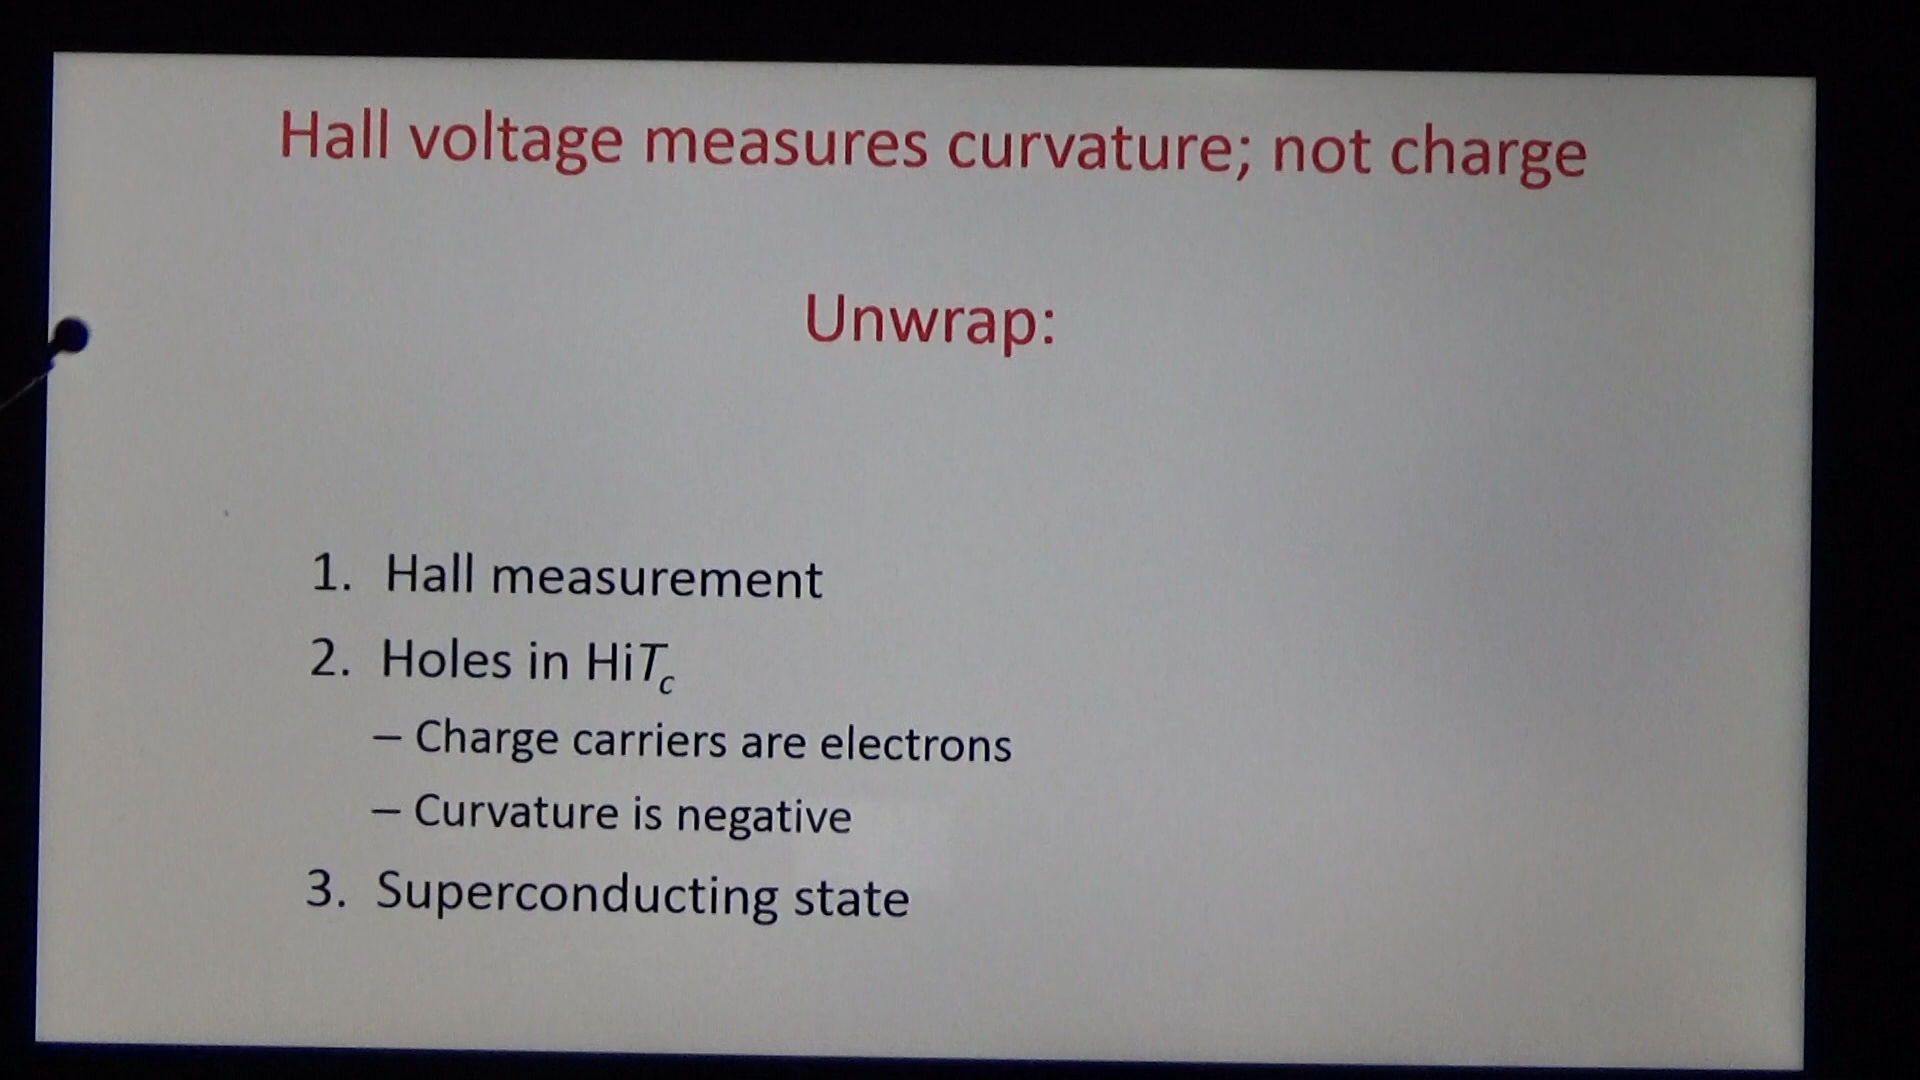 Hall voltage measures curvature; not charge
Unwrap:
1. Hall measurement
2. Holes in HiTc
– Charge carriers are electrons
– Curvature is negative
3. Superconducting state